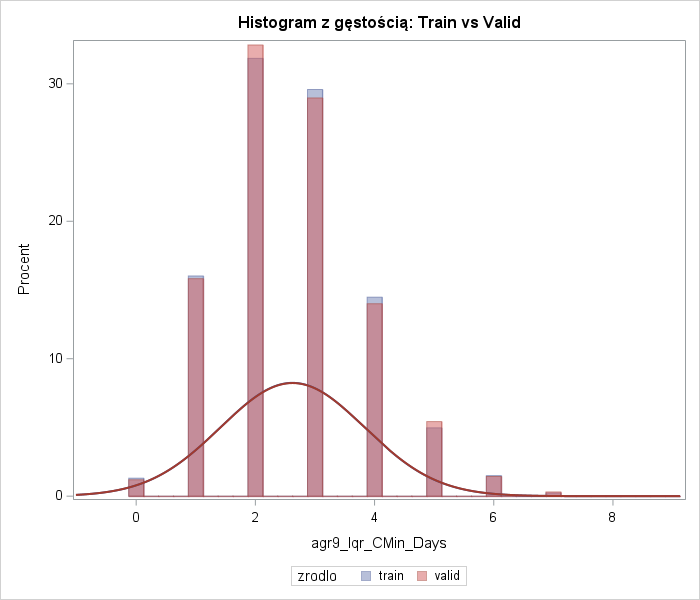 Histogram z gęstością: Train vs Valid
30
20
10
0
Procent
0 2 4 6 8
agr9_Iqr_CMin_Days
zrodlo train valid